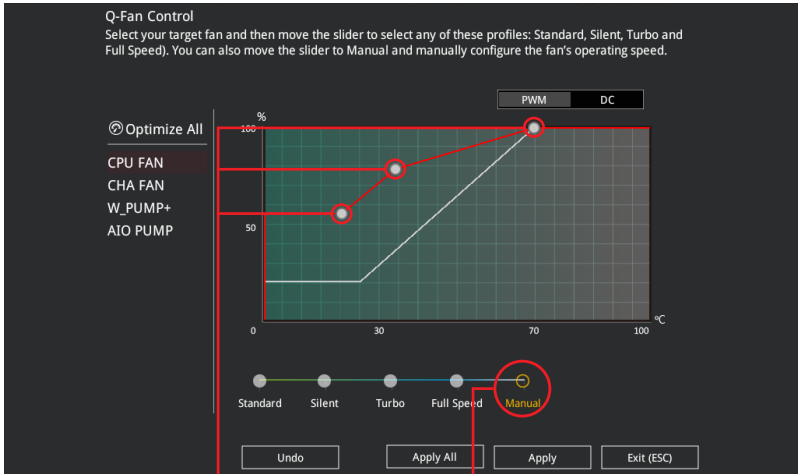 Q-Fan Control
Select your target fan and then move the slider to select any of these profiles: Standard, Silent, Turbo and
Full Speed). You can also move the slider to Manual and manually configure the fan's operating speed.
PWM DC
Optimize All
CPU FAN
CHA FAN
W_PUMP+
AIO PUMP
%
100
50
0 30 70 100
ºC
Standard Silent Turbo Full Speed Manual
Undo Apply All Apply Exit (ESC)